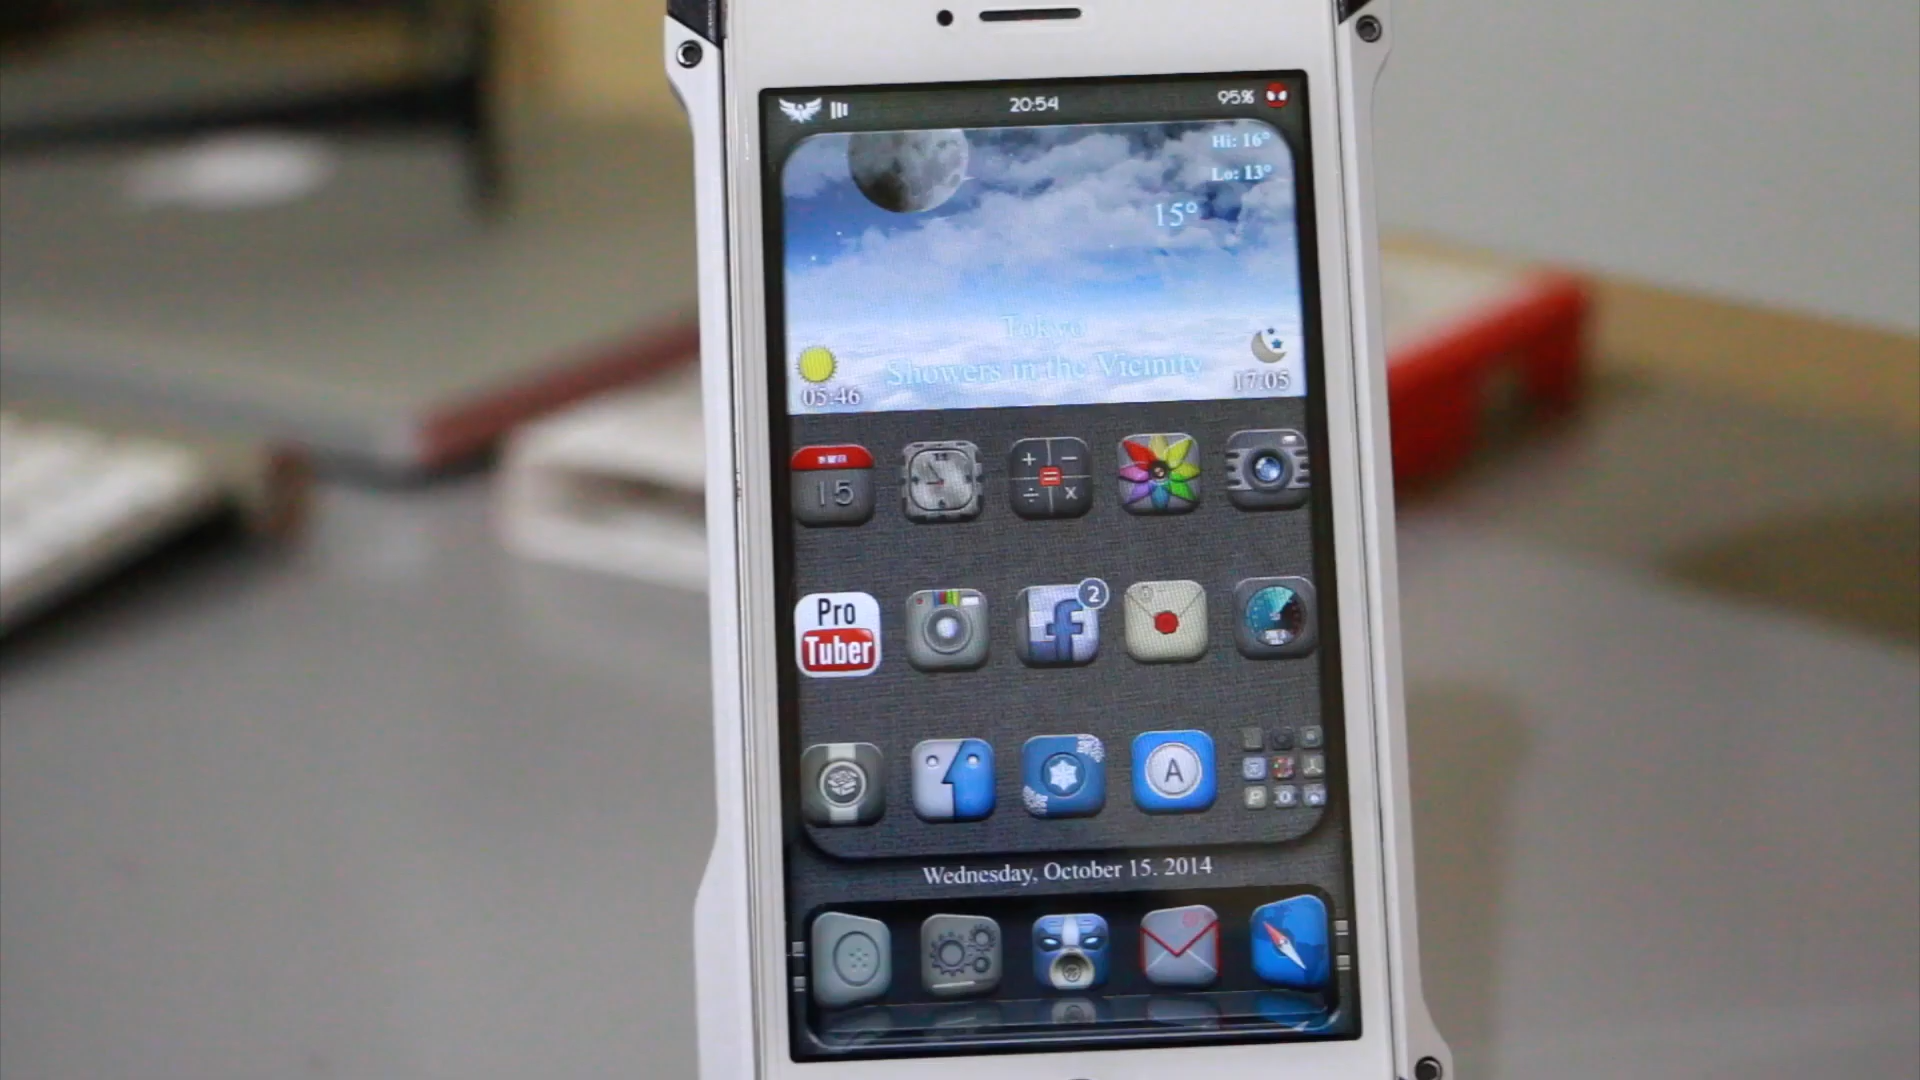 20:54
95%
Hi: 16°
Lo: 13°
15°
Tokyo
Showers in the Vicinity
05:46
17:05
15
Pro
Tuber
2
A
Wednesday, October 15. 2014